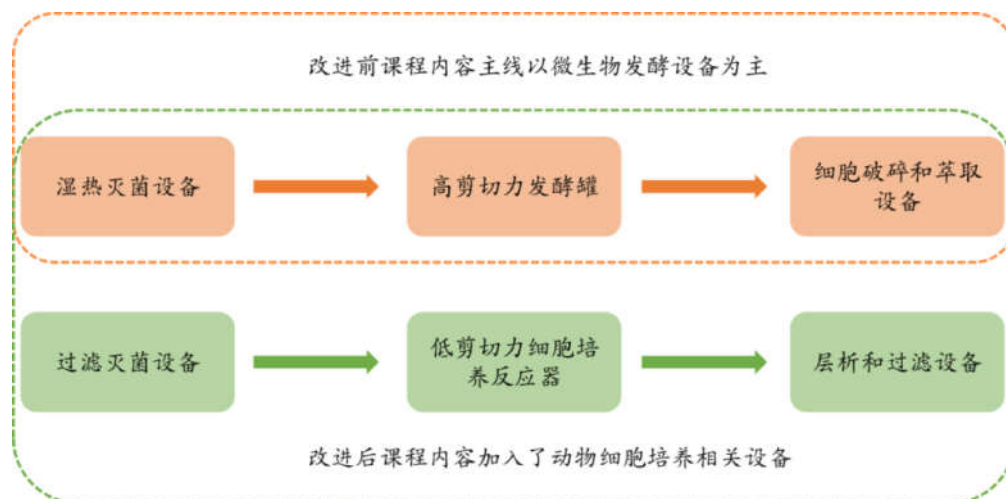 改进前课程内容主线以微生物发酵设备为主
湿热灭菌设备
高剪切力发酵罐
细胞破碎和萃取
设备
过滤灭菌设备
低剪切力细胞培
养反应器
层析和过滤设备
改进后课程内容加入了动物细胞培养相关设备